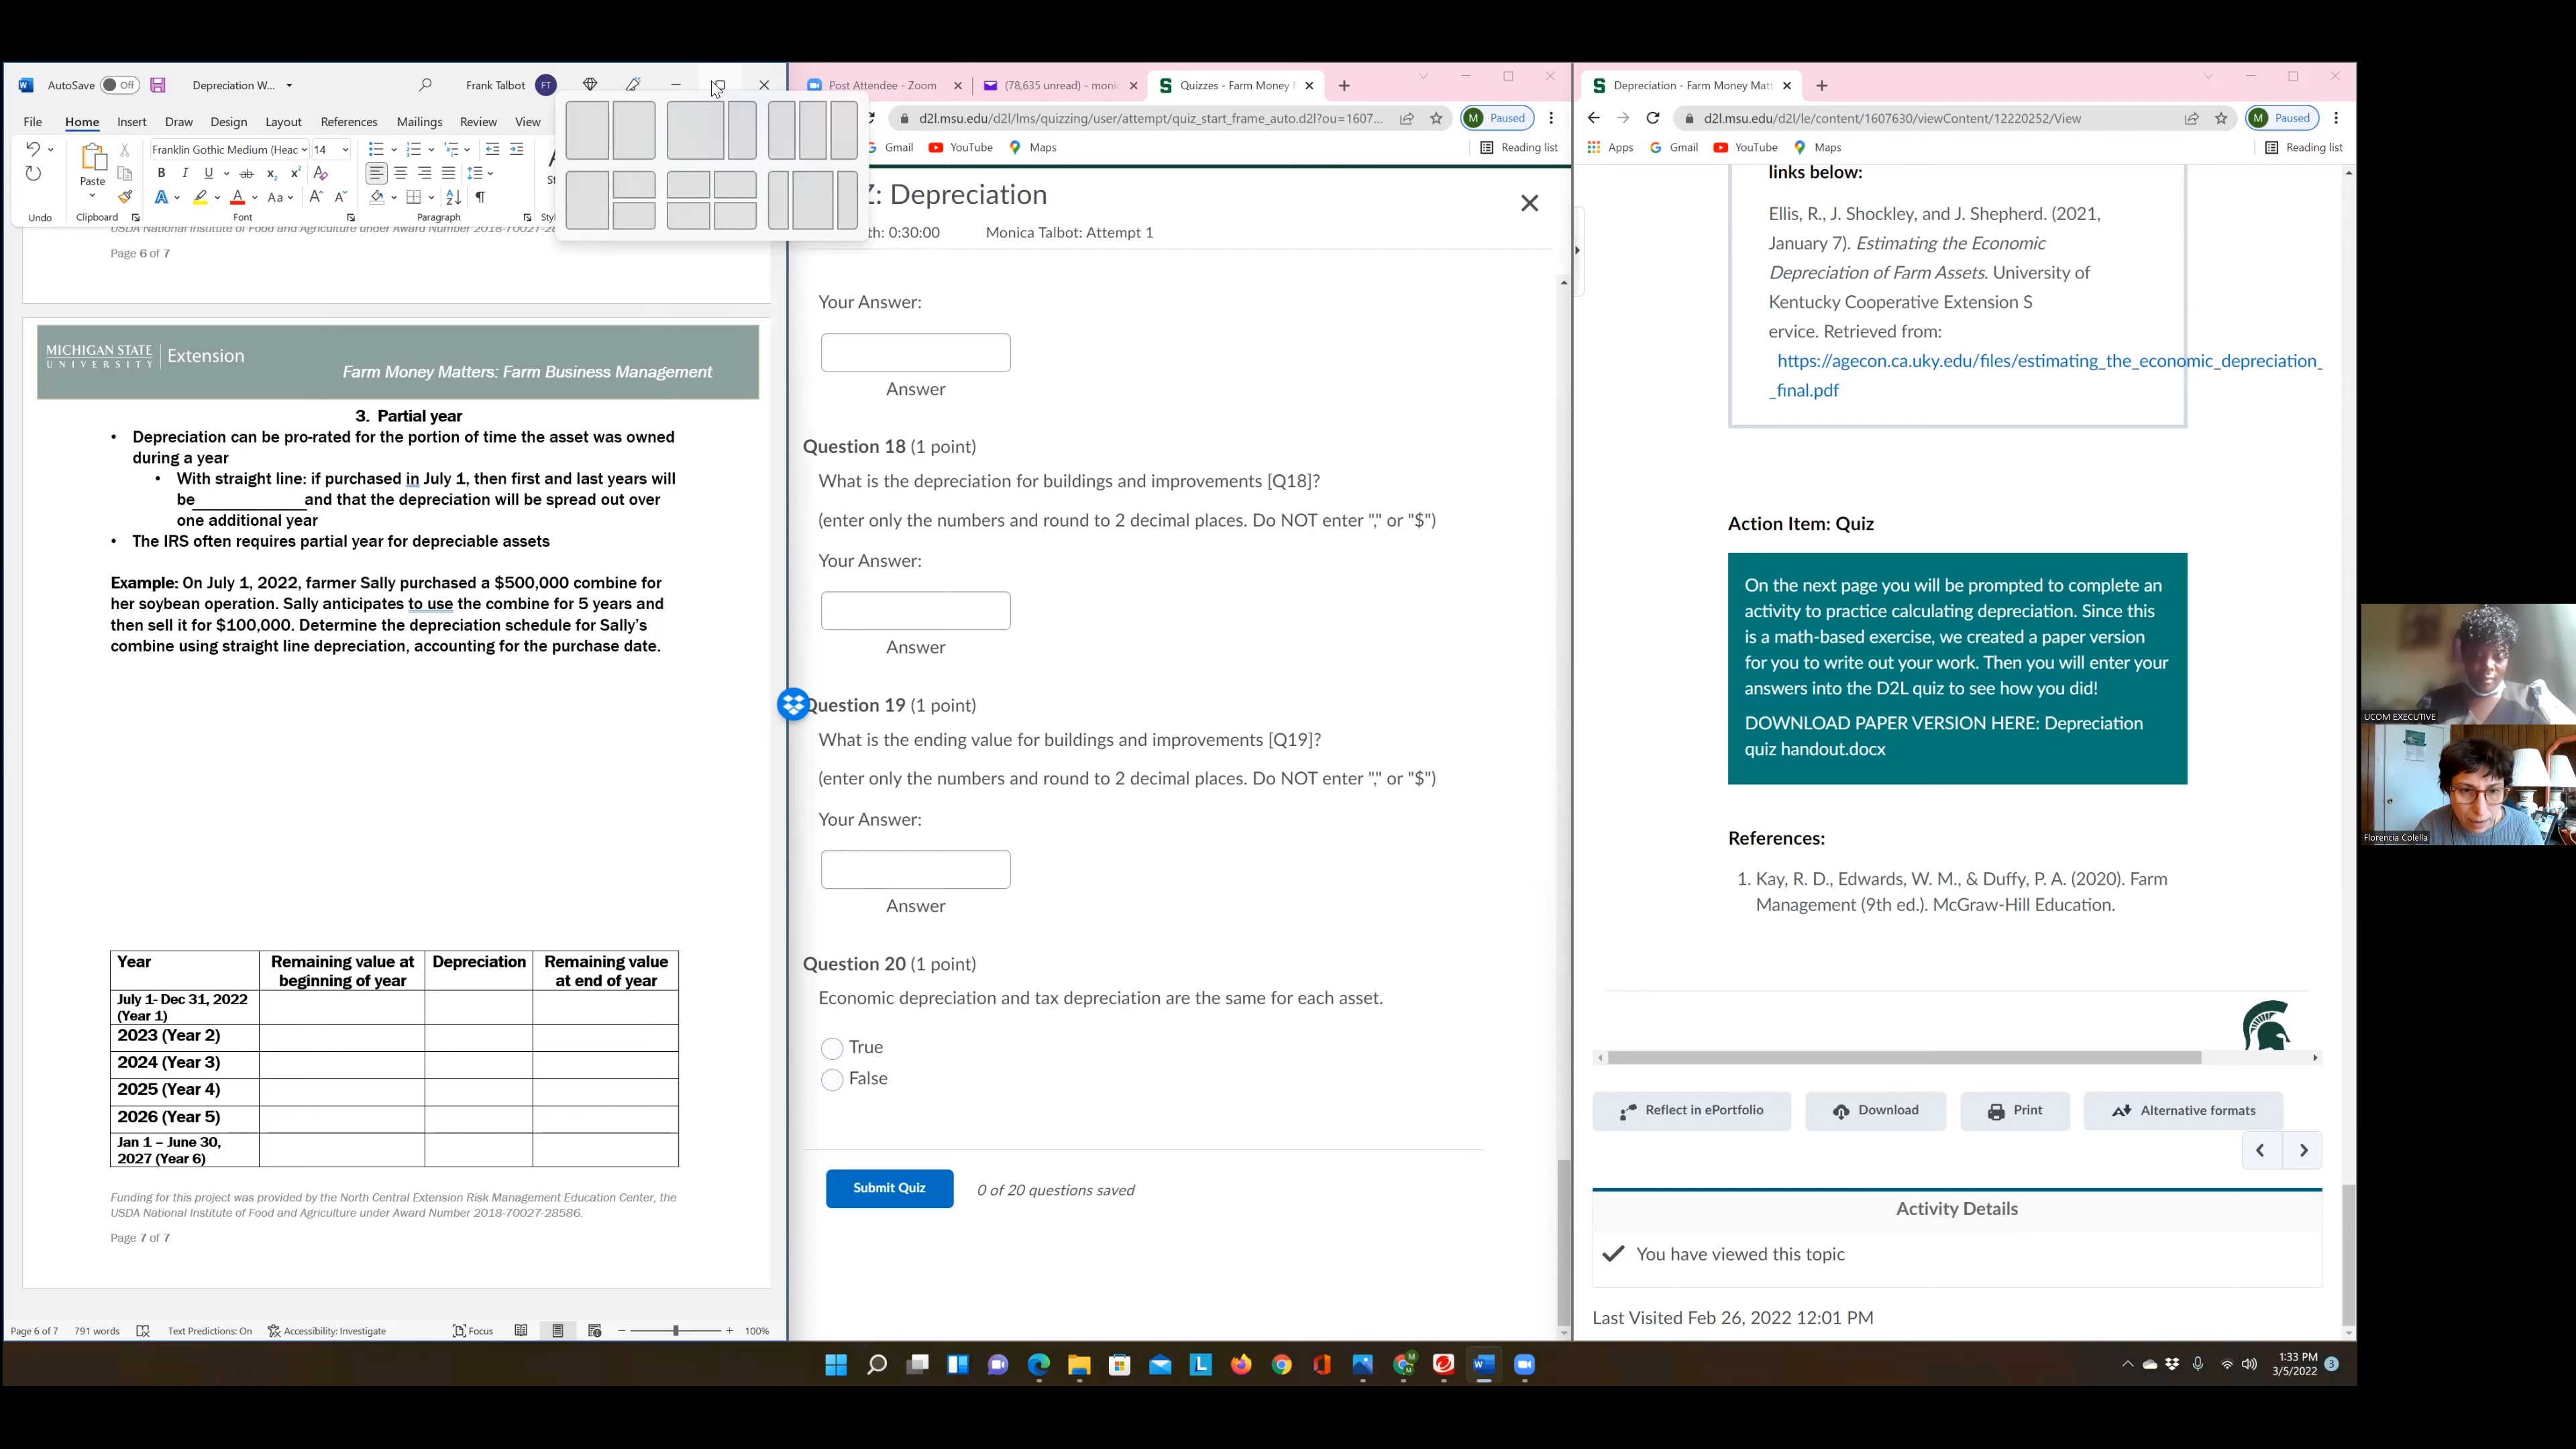 AutoSave Off Depreciation W... Frank Talbot FT
File Home Insert Draw Design Layout References Mailings Review View
Franklin Gothic Medium (Heac 14
Paste
Undo Clipboard Font Paragraph Styl
USDA National Institute of Food and Agriculture under Award Number 2018-70027-28
Page 6 of 7
MICHIGAN STATE
UNIVERSITY Extension
Farm Money Matters: Farm Business Management
3. Partial year
• Depreciation can be pro-rated for the portion of time the asset was owned
during a year
• With straight line: if purchased in July 1, then first and last years will
be____________and that the depreciation will be spread out over
one additional year
• The IRS often requires partial year for depreciable assets
Example: On July 1, 2022, farmer Sally purchased a $500,000 combine for
her soybean operation. Sally anticipates to use the combine for 5 years and
then sell it for $100,000. Determine the depreciation schedule for Sally's
combine using straight line depreciation, accounting for the purchase date.
Year Remaining value at beginning of year Depreciation Remaining value at end of year
July 1- Dec 31, 2022
(Year 1)
2023 (Year 2)
2024 (Year 3)
2025 (Year 4)
2026 (Year 5)
Jan 1 – June 30,
2027 (Year 6)
Funding for this project was provided by the North Central Extension Risk Management Education Center, the
USDA National Institute of Food and Agriculture under Award Number 2018-70027-28586.
Page 7 of 7
Page 6 of 7 791 words Text Predictions: On Accessibility: Investigate Focus 100%
Post Attendee - Zoom (78,635 unread) - monic Quizzes - Farm Money M
d2l.msu.edu/d2l/lms/quizzing/user/attempt/quiz_start_frame_auto.d2l?ou=1607... M Paused
Gmail YouTube Maps Reading list
Z: Depreciation
th: 0:30:00 Monica Talbot: Attempt 1
Your Answer:
Answer
Question 18 (1 point)
What is the depreciation for buildings and improvements [Q18]?
(enter only the numbers and round to 2 decimal places. Do NOT enter "," or "$")
Your Answer:
Answer
Question 19 (1 point)
What is the ending value for buildings and improvements [Q19]?
(enter only the numbers and round to 2 decimal places. Do NOT enter "," or "$")
Your Answer:
Answer
Question 20 (1 point)
Economic depreciation and tax depreciation are the same for each asset.
True
False
Submit Quiz 0 of 20 questions saved
Depreciation - Farm Money Matt
d2l.msu.edu/d2l/le/content/1607630/viewContent/12220252/View M Paused
Apps Gmail YouTube Maps Reading list
links below:
Ellis, R., J. Shockley, and J. Shepherd. (2021,
January 7). Estimating the Economic
Depreciation of Farm Assets. University of
Kentucky Cooperative Extension S
ervice. Retrieved from:
https://agecon.ca.uky.edu/files/estimating_the_economic_depreciation_
_final.pdf
Action Item: Quiz
On the next page you will be prompted to complete an
activity to practice calculating depreciation. Since this
is a math-based exercise, we created a paper version
for you to write out your work. Then you will enter your
answers into the D2L quiz to see how you did!
DOWNLOAD PAPER VERSION HERE: Depreciation
quiz handout.docx
References:
1. Kay, R. D., Edwards, W. M., & Duffy, P. A. (2020). Farm
Management (9th ed.). McGraw-Hill Education.
Reflect in ePortfolio Download Print Alternative formats
Activity Details
You have viewed this topic
Last Visited Feb 26, 2022 12:01 PM
UCOM EXECUTIVE
Florencia Colella
1:33 PM
3/5/2022 3